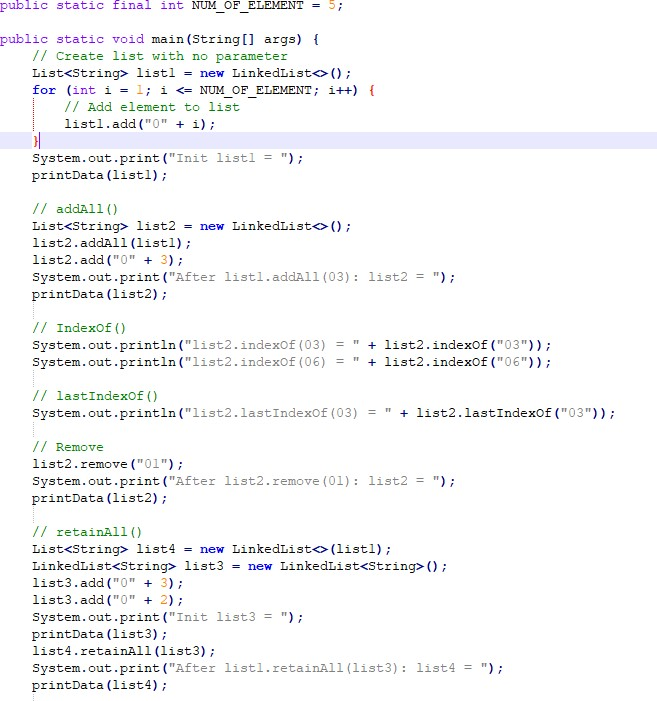 public static final int NUM_OF_ELEMENT = 5;
public static void main(String[] args) {
// Create list with no parameter
List<String> list1 = new LinkedList<>();
for (int i = 1; i <= NUM_OF_ELEMENT; i++) {
// Add element to list
list1.add("0" + i);
}
System.out.print("Init list1 = ");
printData(list1);
// addAll()
List<String> list2 = new LinkedList<>();
list2.addAll(list1);
list2.add("0" + 3);
System.out.print("After list1.addAll(03): list2 = ");
printData(list2);
// IndexOf()
System.out.println("list2.indexOf(03) = " + list2.indexOf("03"));
System.out.println("list2.indexOf(06) = " + list2.indexOf("06"));
// lastIndexOf()
System.out.println("list2.lastIndexOf(03) = " + list2.lastIndexOf("03"));
// Remove
list2.remove("01");
System.out.print("After list2.remove(01): list2 = ");
printData(list2);
// retainAll()
List<String> list4 = new LinkedList<>(list1);
LinkedList<String> list3 = new LinkedList<String>();
list3.add("0" + 3);
list3.add("0" + 2);
System.out.print("Init list3 = ");
printData(list3);
list4.retainAll(list3);
System.out.print("After list1.retainAll(list3): list4 = ");
printData(list4);